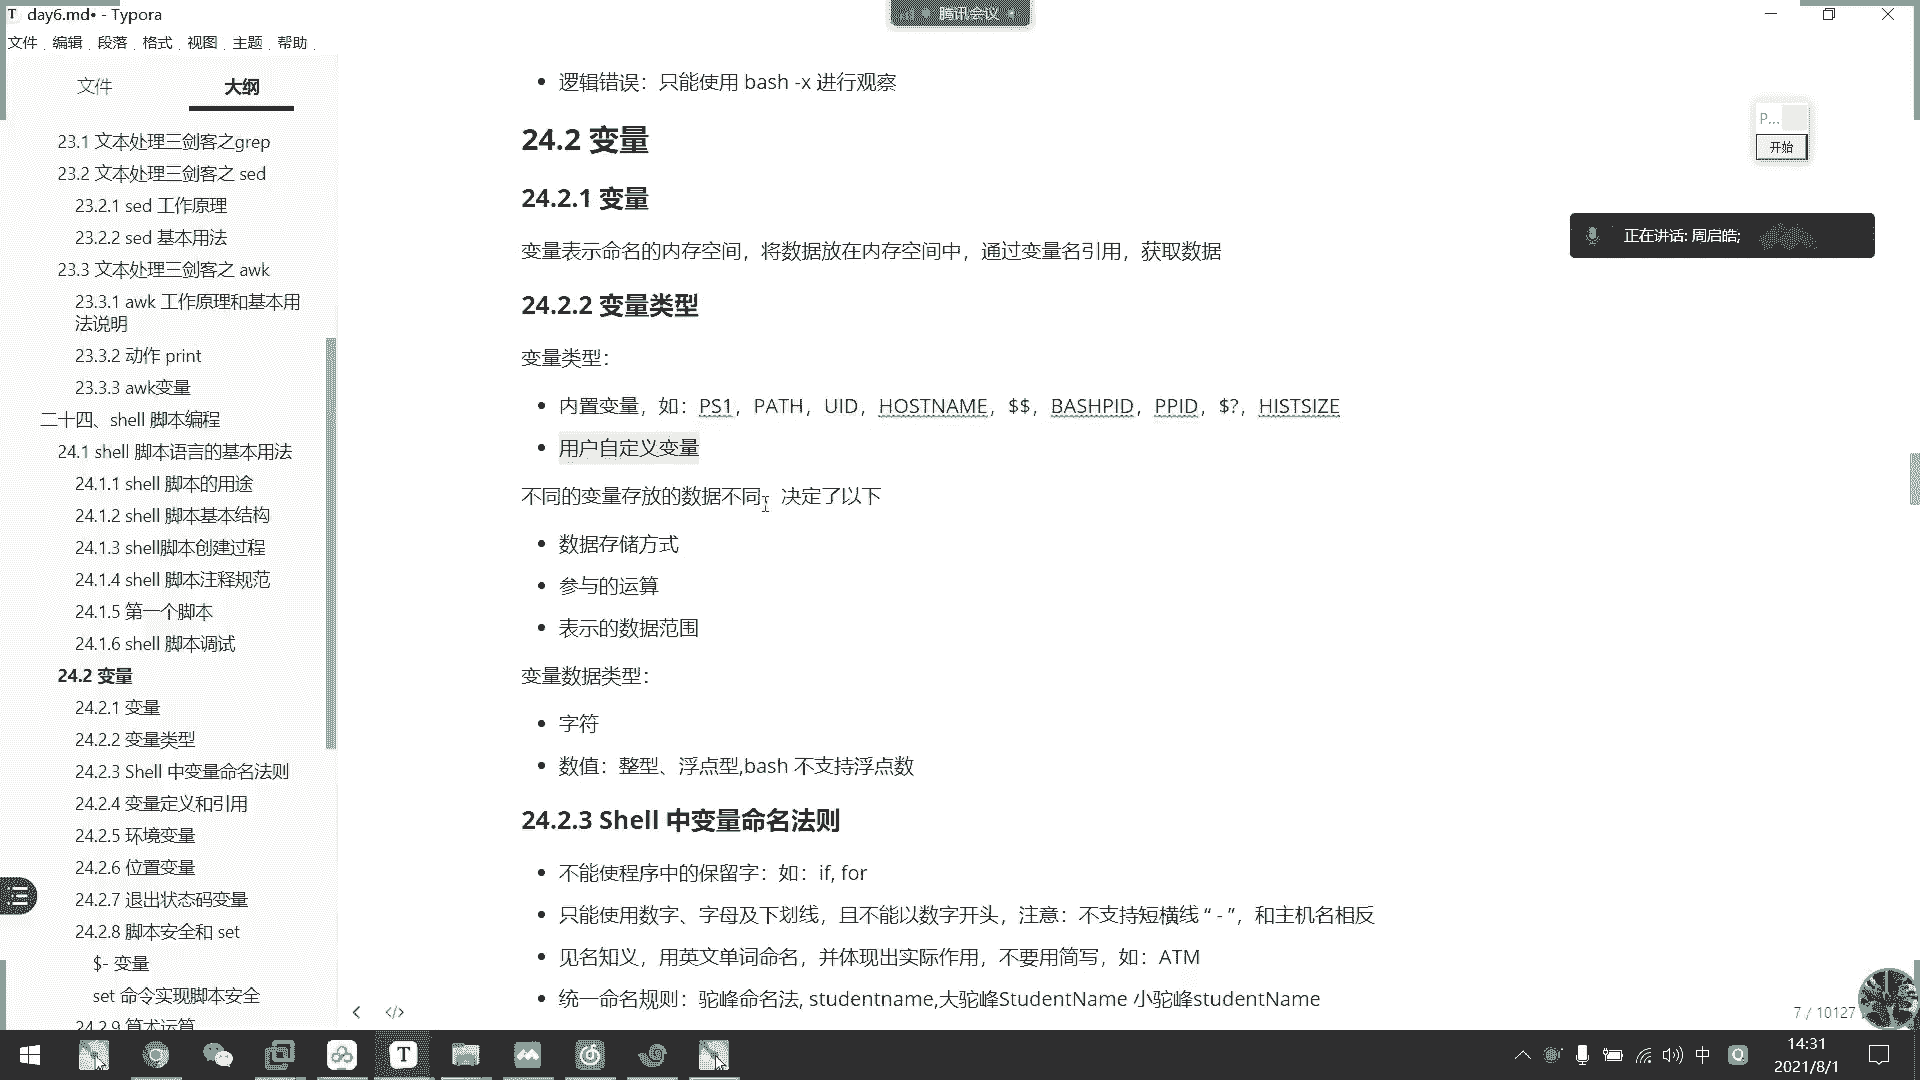 day6.md• - Typora
腾讯会议
文件 编辑 段落 格式 视图 主题 帮助
文件 大纲
23.1 文本处理三剑客之grep
23.2 文本处理三剑客之 sed
23.2.1 sed 工作原理
23.2.2 sed 基本用法
23.3 文本处理三剑客之 awk
23.3.1 awk 工作原理和基本用
法说明
23.3.2 动作 print
23.3.3 awk变量
二十四、shell 脚本编程
24.1 shell 脚本语言的基本用法
24.1.1 shell 脚本的用途
24.1.2 shell 脚本基本结构
24.1.3 shell脚本创建过程
24.1.4 shell 脚本注释规范
24.1.5 第一个脚本
24.1.6 shell 脚本调试
24.2 变量
24.2.1 变量
24.2.2 变量类型
24.2.3 Shell 中变量命名法则
24.2.4 变量定义和引用
24.2.5 环境变量
24.2.6 位置变量
24.2.7 退出状态码变量
24.2.8 脚本安全和 set
$- 变量
set 命令实现脚本安全
24.2.9 算术运算
• 逻辑错误：只能使用 bash -x 进行观察
24.2 变量
24.2.1 变量
变量表示命名的内存空间，将数据放在内存空间中，通过变量名引用，获取数据
24.2.2 变量类型
变量类型：
• 内置变量，如：PS1，PATH，UID，HOSTNAME，$$，BASHPID，PPID，$?，HISTSIZE
• 用户自定义变量
不同的变量存放的数据不同，决定了以下
• 数据存储方式
• 参与的运算
• 表示的数据范围
变量数据类型：
• 字符
• 数值：整型、浮点型,bash 不支持浮点数
24.2.3 Shell 中变量命名法则
• 不能使程序中的保留字：如：if, for
• 只能使用数字、字母及下划线，且不能以数字开头，注意：不支持短横线 “ - ”，和主机名相反
• 见名知义，用英文单词命名，并体现出实际作用，不要用简写，如：ATM
• 统一命名规则：驼峰命名法, studentname,大驼峰StudentName 小驼峰studentName
P...
开始
正在讲话: 周启皓;
7 / 10127
中
14:31
2021/8/1